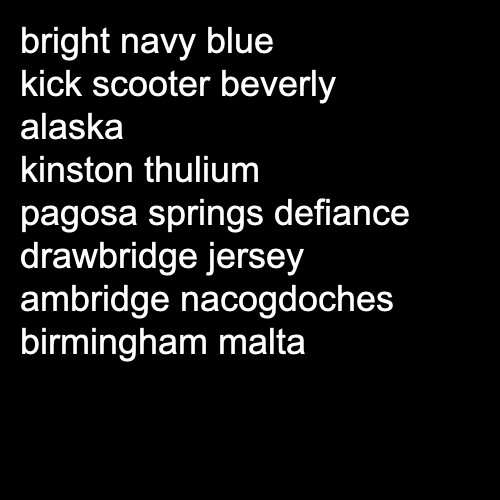 bright navy blue
kick scooter beverly
alaska
kinston thulium
pagosa springs defiance
drawbridge jersey
ambridge nacogdoches
birmingham malta